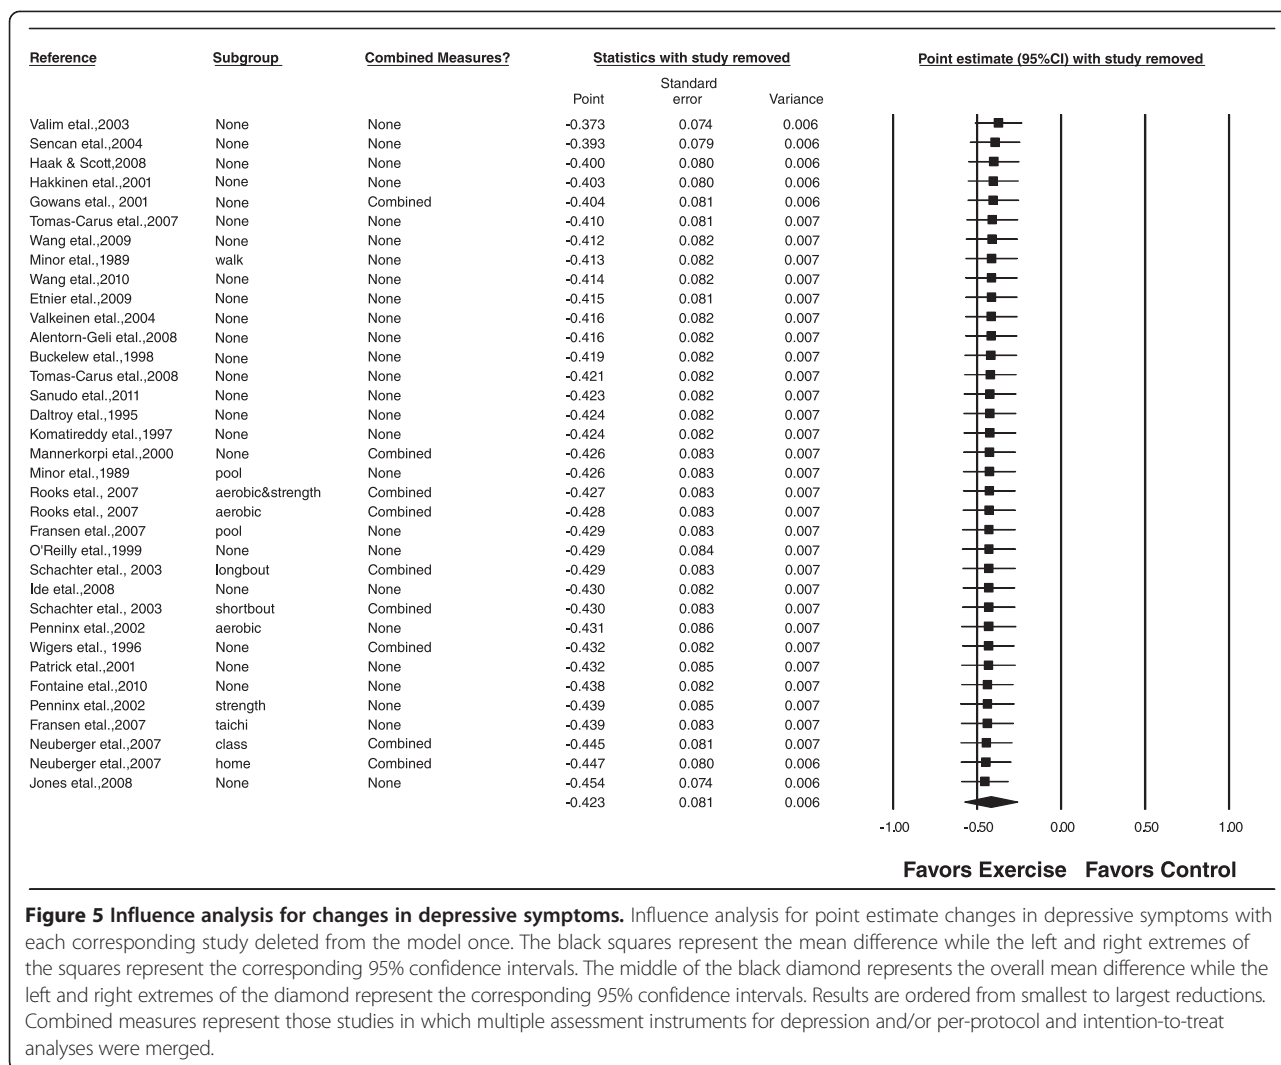 Reference Subgroup Combined Measures? Statistics with study removed Point estimate (95%CI) with study removed
Standard
Point error Variance
Valim etal.,2003 None None -0.373 0.074 0.006
Sencan etal.,2004 None None -0.393 0.079 0.006
Haak & Scott,2008 None None -0.400 0.080 0.006
Hakkinen etal.,2001 None None -0.403 0.080 0.006
Gowans etal., 2001 None Combined -0.404 0.081 0.006
Tomas-Carus etal.,2007 None None -0.410 0.081 0.007
Wang etal.,2009 None None -0.412 0.082 0.007
Minor etal.,1989 walk None -0.413 0.082 0.007
Wang etal.,2010 None None -0.414 0.082 0.007
Etnier etal.,2009 None None -0.415 0.081 0.007
Valkeinen etal.,2004 None None -0.416 0.082 0.007
Alentorn-Geli etal.,2008 None None -0.416 0.082 0.007
Buckelew etal.,1998 None None -0.419 0.082 0.007
Tomas-Carus etal.,2008 None None -0.421 0.082 0.007
Sanudo etal.,2011 None None -0.423 0.082 0.007
Daltroy etal.,1995 None None -0.424 0.082 0.007
Komatireddy etal.,1997 None None -0.424 0.082 0.007
Mannerkorpi etal.,2000 None Combined -0.426 0.083 0.007
Minor etal.,1989 pool None -0.426 0.083 0.007
Rooks etal., 2007 aerobic&strength Combined -0.427 0.083 0.007
Rooks etal., 2007 aerobic Combined -0.428 0.083 0.007
Fransen etal.,2007 pool None -0.429 0.083 0.007
O'Reilly etal.,1999 None None -0.429 0.084 0.007
Schachter etal., 2003 longbout Combined -0.429 0.083 0.007
Ide etal.,2008 None None -0.430 0.082 0.007
Schachter etal., 2003 shortbout Combined -0.430 0.083 0.007
Penninx etal.,2002 aerobic None -0.431 0.086 0.007
Wigers etal., 1996 None Combined -0.432 0.082 0.007
Patrick etal.,2001 None None -0.432 0.085 0.007
Fontaine etal.,2010 None None -0.438 0.082 0.007
Penninx etal.,2002 strength None -0.439 0.085 0.007
Fransen etal.,2007 taichi None -0.439 0.083 0.007
Neuberger etal.,2007 class Combined -0.445 0.081 0.007
Neuberger etal.,2007 home Combined -0.447 0.080 0.006
Jones etal.,2008 None None -0.454 0.074 0.006
-0.423 0.081 0.006
-1.00 -0.50 0.00 0.50 1.00
Favors Exercise Favors Control
Figure 5 Influence analysis for changes in depressive symptoms. Influence analysis for point estimate changes in depressive symptoms with
each corresponding study deleted from the model once. The black squares represent the mean difference while the left and right extremes of
the squares represent the corresponding 95% confidence intervals. The middle of the black diamond represents the overall mean difference while the
left and right extremes of the diamond represent the corresponding 95% confidence intervals. Results are ordered from smallest to largest reductions.
Combined measures represent those studies in which multiple assessment instruments for depression and/or per-protocol and intention-to-treat
analyses were merged.